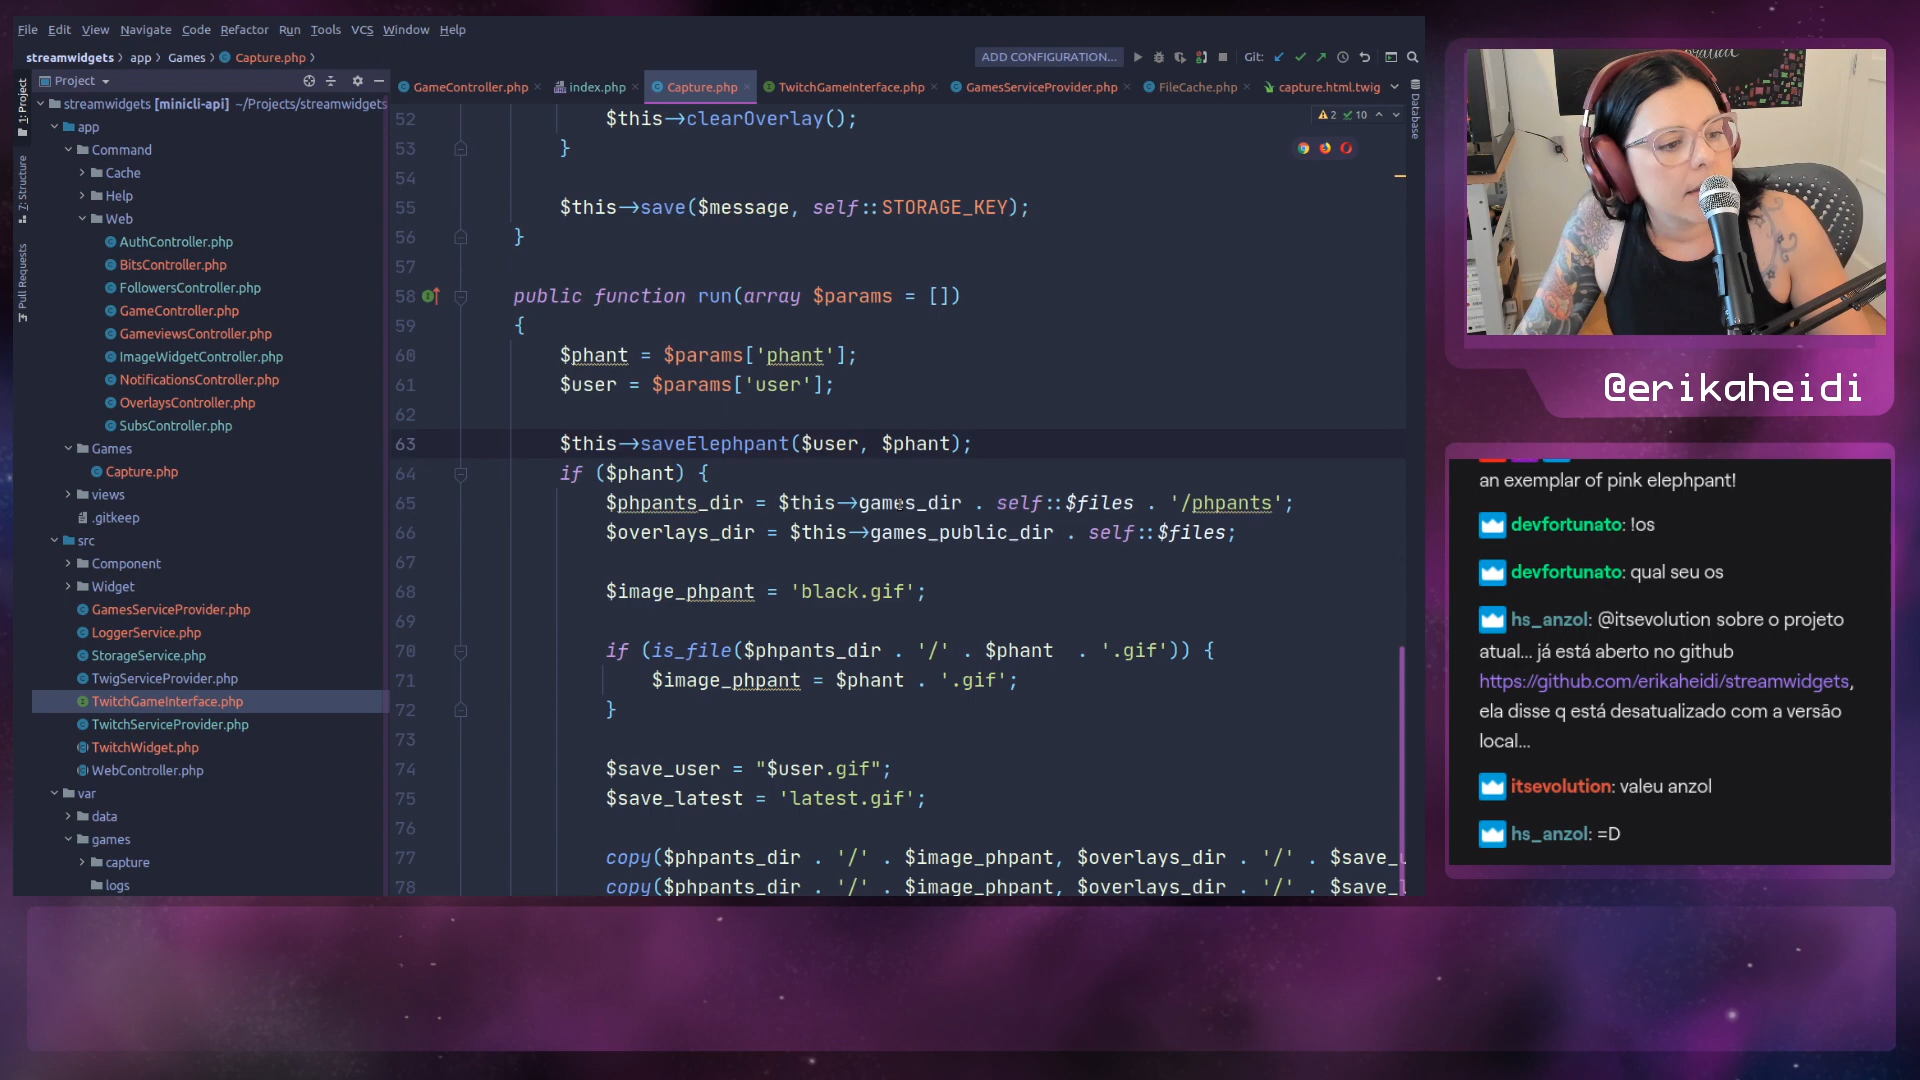 File Edit View Navigate Code Refactor Run Tools VCS Window Help
streamwidgets › app › Games › Capture.php ›
ADD CONFIGURATION...
Git:
Project
GameController.php
index.php
Capture.php
TwitchGameInterface.php
GamesServiceProvider.php
FileCache.php
capture.html.twig
1: Project
7: Structure
Pull Requests
Database
streamwidgets [minicli-api] ~/Projects/streamwidgets
app
Command
Cache
Help
Web
AuthController.php
BitsController.php
FollowersController.php
GameController.php
GameviewsController.php
ImageWidgetController.php
NotificationsController.php
OverlaysController.php
SubsController.php
Games
Capture.php
views
.gitkeep
src
Component
Widget
GamesServiceProvider.php
LoggerService.php
StorageService.php
TwigServiceProvider.php
TwitchGameInterface.php
TwitchServiceProvider.php
TwitchWidget.php
WebController.php
var
data
games
capture
logs
2 10
52 $this→clearOverlay();
53 }
54
55 $this→save($message, self::STORAGE_KEY);
56 }
57
58 public function run(array $params = [])
59 {
60 $phant = $params['phant'];
61 $user = $params['user'];
62
63 $this→saveElephpant($user, $phant);
64 if ($phant) {
65 $phpants_dir = $this→games_dir . self::$files . '/phpants';
66 $overlays_dir = $this→games_public_dir . self::$files;
67
68 $image_phpant = 'black.gif';
69
70 if (is_file($phpants_dir . '/' . $phant  . '.gif')) {
71 $image_phpant = $phant . '.gif';
72 }
73
74 $save_user = "$user.gif";
75 $save_latest = 'latest.gif';
76
77 copy($phpants_dir . '/' . $image_phpant, $overlays_dir . '/' . $save_
78 copy($phpants_dir . '/' . $image_phpant, $overlays_dir . '/' . $save_
@erikaheidi
an exemplar of pink elephpant!
devfortunato: !os
devfortunato: qual seu os
hs_anzol: @itsevolution sobre o projeto
atual... já está aberto no github
https://github.com/erikaheidi/streamwidgets,
ela disse q está desatualizado com a versão
local...
itsevolution: valeu anzol
hs_anzol: =D